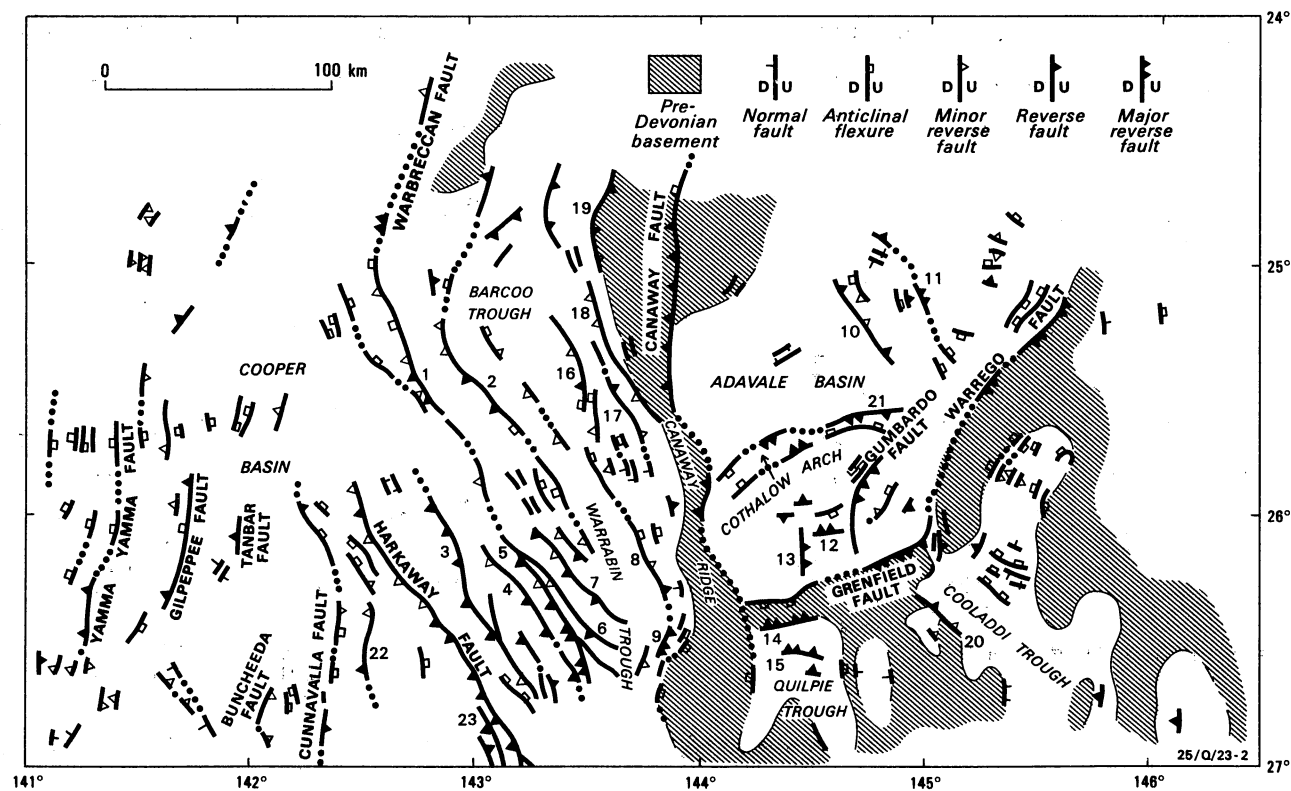 24°
0 100 km
D U
D U
D U
D U
D U
Pre-
Devonian
basement
Normal
fault
Anticlinal
flexure
Minor
reverse
fault
Reverse
fault
Major
reverse
fault
WARBRECCAN FAULT
19
CANAWAY FAULT
25°
11
BARCOO
TROUGH
18
10
FAULT
WARREGO
COOPER
1
2
16
ADAVALE BASIN
17
21
GUMBARDO
FAULT
CANAWAY
RIDGE
COTHALOW ARCH
BASIN
YAMMA
FAULT
YAMMA
GILPEPPEE FAULT
TANBAR
FAULT
26°
HARKAWAY
FAULT
3
5
4
WARRABIN
TROUGH
8
7
6
9
12
13
GRENFIELD
FAULT
COOLADDI
TROUGH
20
14
15
QUILPIE
TROUGH
22
BUNCHEEDA
FAULT
CUNNAVALLA FAULT
23
25/Q/23-2
27°
141° 142° 143° 144° 145° 146°